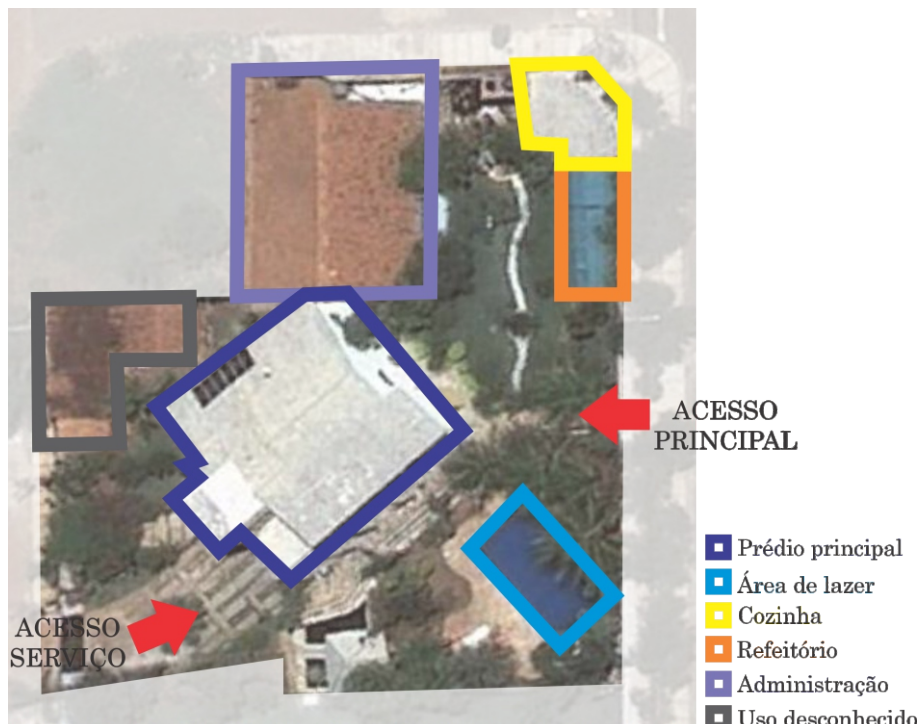 ACESSO
PRINCIPAL
ACESSO
SERVIÇO
Prédio principal
Área de lazer
Cozinha
Refeitório
Administração
Uso desconhecido